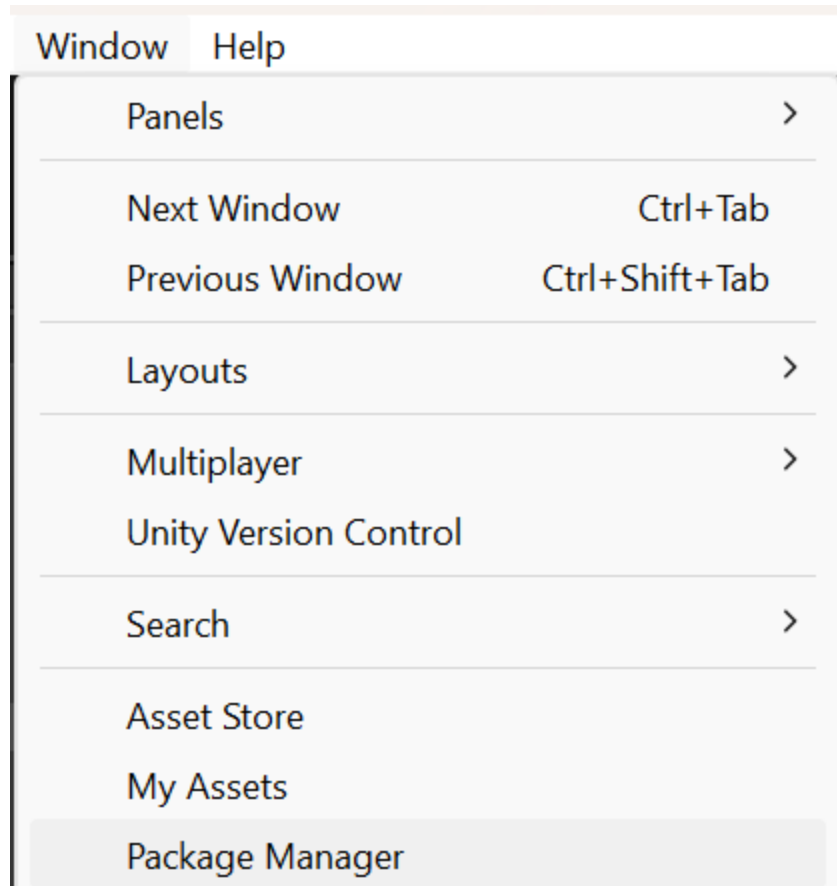 Window Help
Panels
Next Window Ctrl+Tab
Previous Window Ctrl+Shift+Tab
Layouts
Multiplayer
Unity Version Control
Search
Asset Store
My Assets
Package Manager